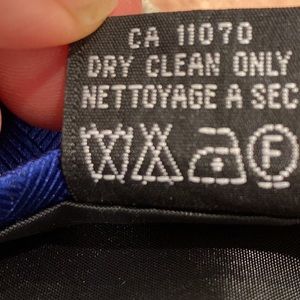 CA 11070
DRY CLEAN ONLY
NETTOYAGE A SEC
F